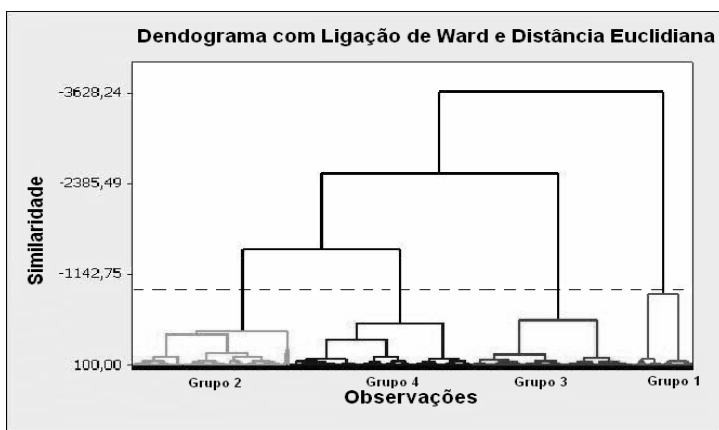 Dendograma com Ligação de Ward e Distância Euclidiana
-3628,24
-2385,49
-1142,75
100,00
Similaridade
Grupo 2
Grupo 4
Grupo 3
Grupo 1
Observações